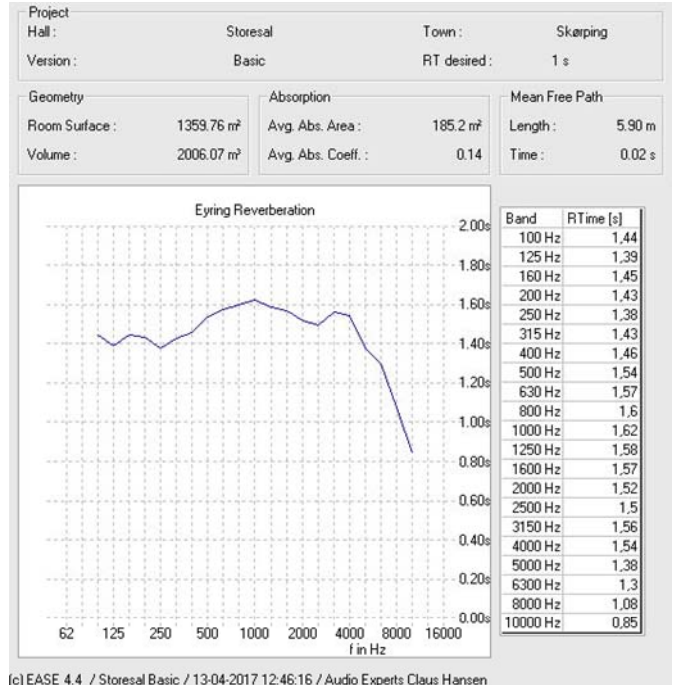 Project
Hall : Storesal Town : Skørping
Version : Basic RT desired : 1 s
Geometry
Room Surface : 1359.76 m²
Volume : 2006.07 m³
Absorption
Avg. Abs. Area : 185.2 m²
Avg. Abs. Coeff. : 0.14
Mean Free Path
Length : 5.90 m
Time : 0.02 s
Eyring Reverberation
2.00s
1.80s
1.60s
1.40s
1.20s
1.00s
0.80s
0.60s
0.40s
0.20s
0.00s
62 125 250 500 1000 2000 4000 8000 16000
f in Hz
Band RTime [s]
100 Hz 1,44
125 Hz 1,39
160 Hz 1,45
200 Hz 1,43
250 Hz 1,38
315 Hz 1,43
400 Hz 1,46
500 Hz 1,54
630 Hz 1,57
800 Hz 1,6
1000 Hz 1,62
1250 Hz 1,58
1600 Hz 1,57
2000 Hz 1,52
2500 Hz 1,5
3150 Hz 1,56
4000 Hz 1,54
5000 Hz 1,38
6300 Hz 1,3
8000 Hz 1,08
10000 Hz 0,85
(c) EASE 4.4 / Storesal Basic / 13-04-2017 12:46:16 / Audio Experts Claus Hansen